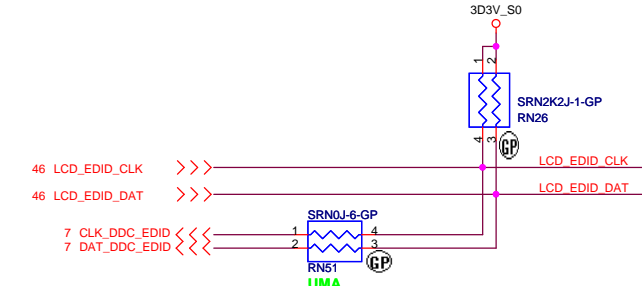 3D3V_S0
1 2
SRN2K2J-1-GP
RN26
4 3
GP
46 LCD_EDID_CLK
LCD_EDID_CLK
46 LCD_EDID_DAT
LCD_EDID_DAT
SRN0J-6-GP
7 CLK_DDC_EDID
1 4
7 DAT_DDC_EDID
2 3
GP
RN51
UMA